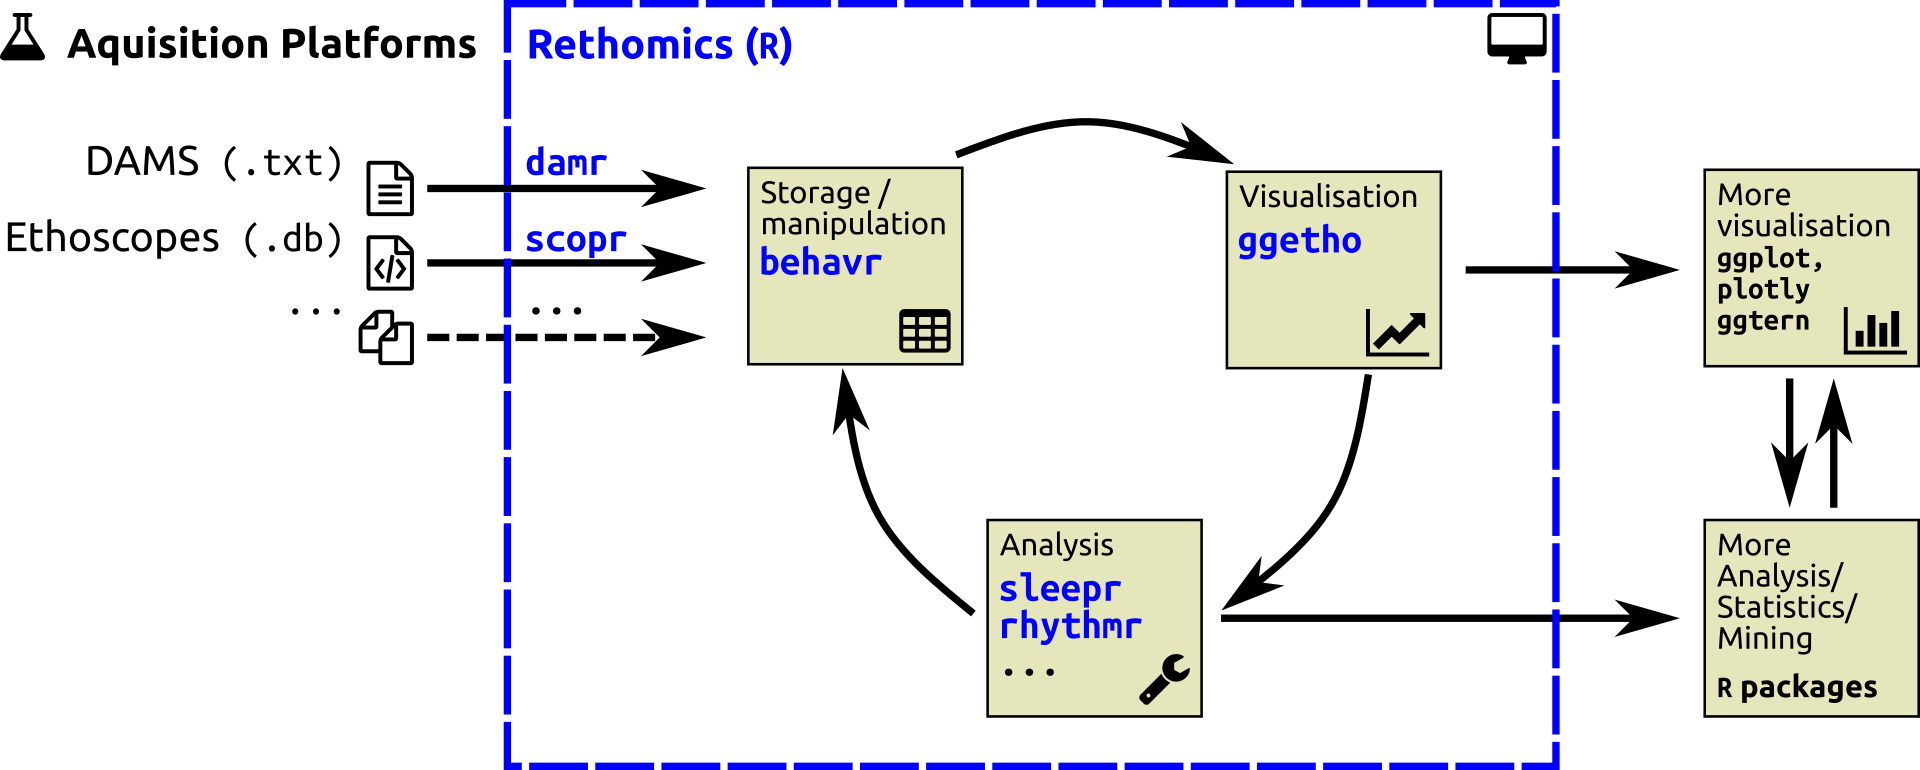 Aquisition Platforms
Rethomics (R)
DAMS (.txt)
damr
Ethoscopes (.db)
scopr
...
...
Storage /
manipulation
behavr
Visualisation
ggetho
More
visualisation
ggplot,
plotly
ggtern
Analysis
sleepr
rhythmr
...
More
Analysis/
Statistics/
Mining
R packages